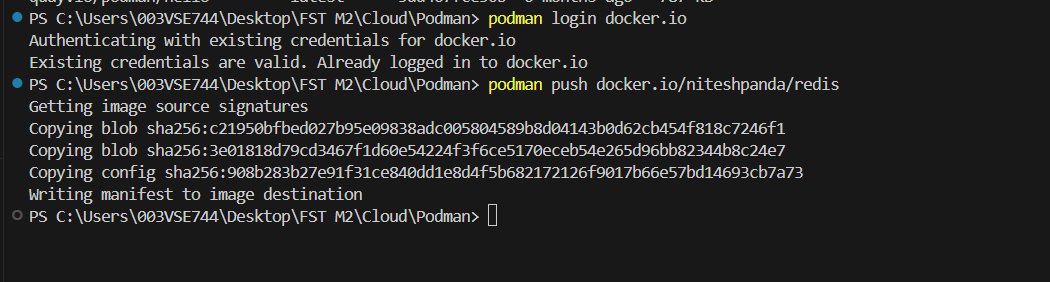 PS C:\Users\003VSE744\Desktop\FST M2\Cloud\Podman> podman login docker.io
Authenticating with existing credentials for docker.io
Existing credentials are valid. Already logged in to docker.io
PS C:\Users\003VSE744\Desktop\FST M2\Cloud\Podman> podman push docker.io/niteshpanda/redis
Getting image source signatures
Copying blob sha256:c21950bfbed027b95e09838adc005804589b8d04143b0d62cb454f818c7246f1
Copying blob sha256:3e01818d79cd3467f1d60e54224f3f6ce5170eceb54e265d96bb82344b8c24e7
Copying config sha256:908b283b27e91f31ce840dd1e8d4f5b682172126f9017b66e57bd14693cb7a73
Writing manifest to image destination
PS C:\Users\003VSE744\Desktop\FST M2\Cloud\Podman>